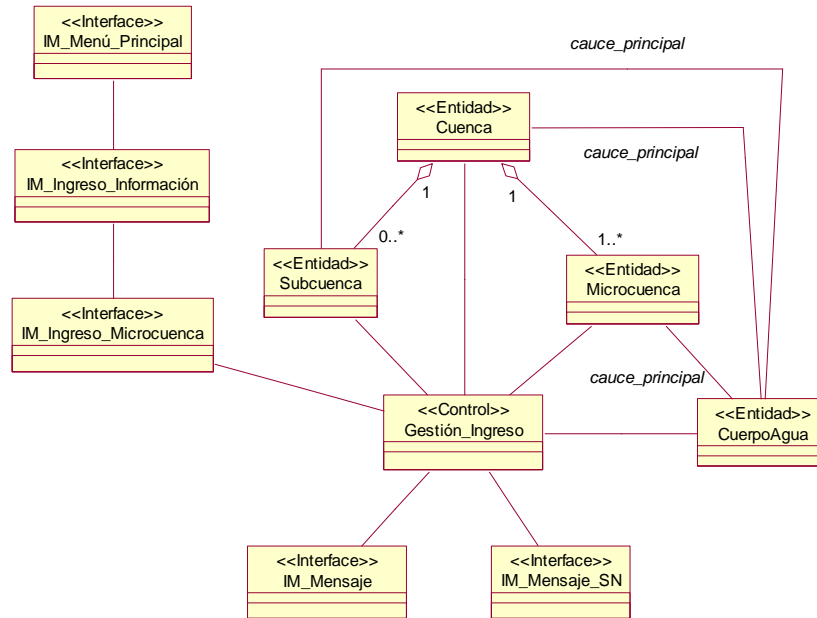 <<Interface>>
IM_Menú_Principal
cauce_principal
<<Entidad>>
Cuenca
cauce_principal
<<Interface>>
IM_Ingreso_Información
1
1
0..*
1..*
<<Entidad>>
Subcuenca
<<Entidad>>
Microcuenca
<<Interface>>
IM_Ingreso_Microcuenca
cauce_principal
<<Control>>
Gestión_Ingreso
<<Entidad>>
CuerpoAgua
<<Interface>>
IM_Mensaje
<<Interface>>
IM_Mensaje_SN